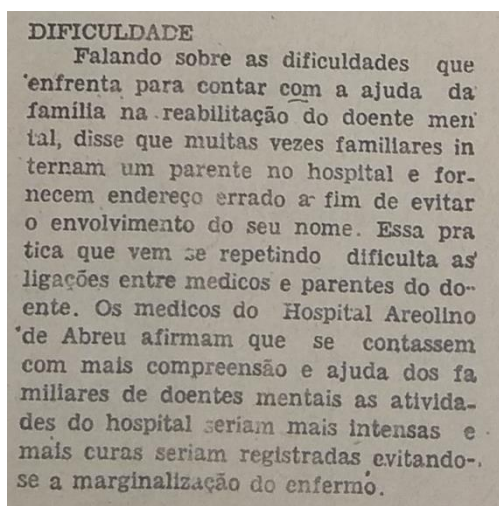 DIFICULDADE
Falando sobre as dificuldades que
enfrenta para contar com a ajuda da
família na reabilitação do doente men
tal, disse que muitas vezes familiares in
ternam um parente no hospital e for-
necem endereço errado a fim de evitar
o envolvimento do seu nome. Essa pra
tica que vem se repetindo dificulta as
ligações entre medicos e parentes do do-
ente. Os medicos do Hospital Areolino
de Abreu afirmam que se contassem
com mais compreensão e ajuda dos fa
miliares de doentes mentais as ativida-
des do hospital seriam mais intensas e
mais curas seriam registradas evitando-
se a marginalização do enfermo.